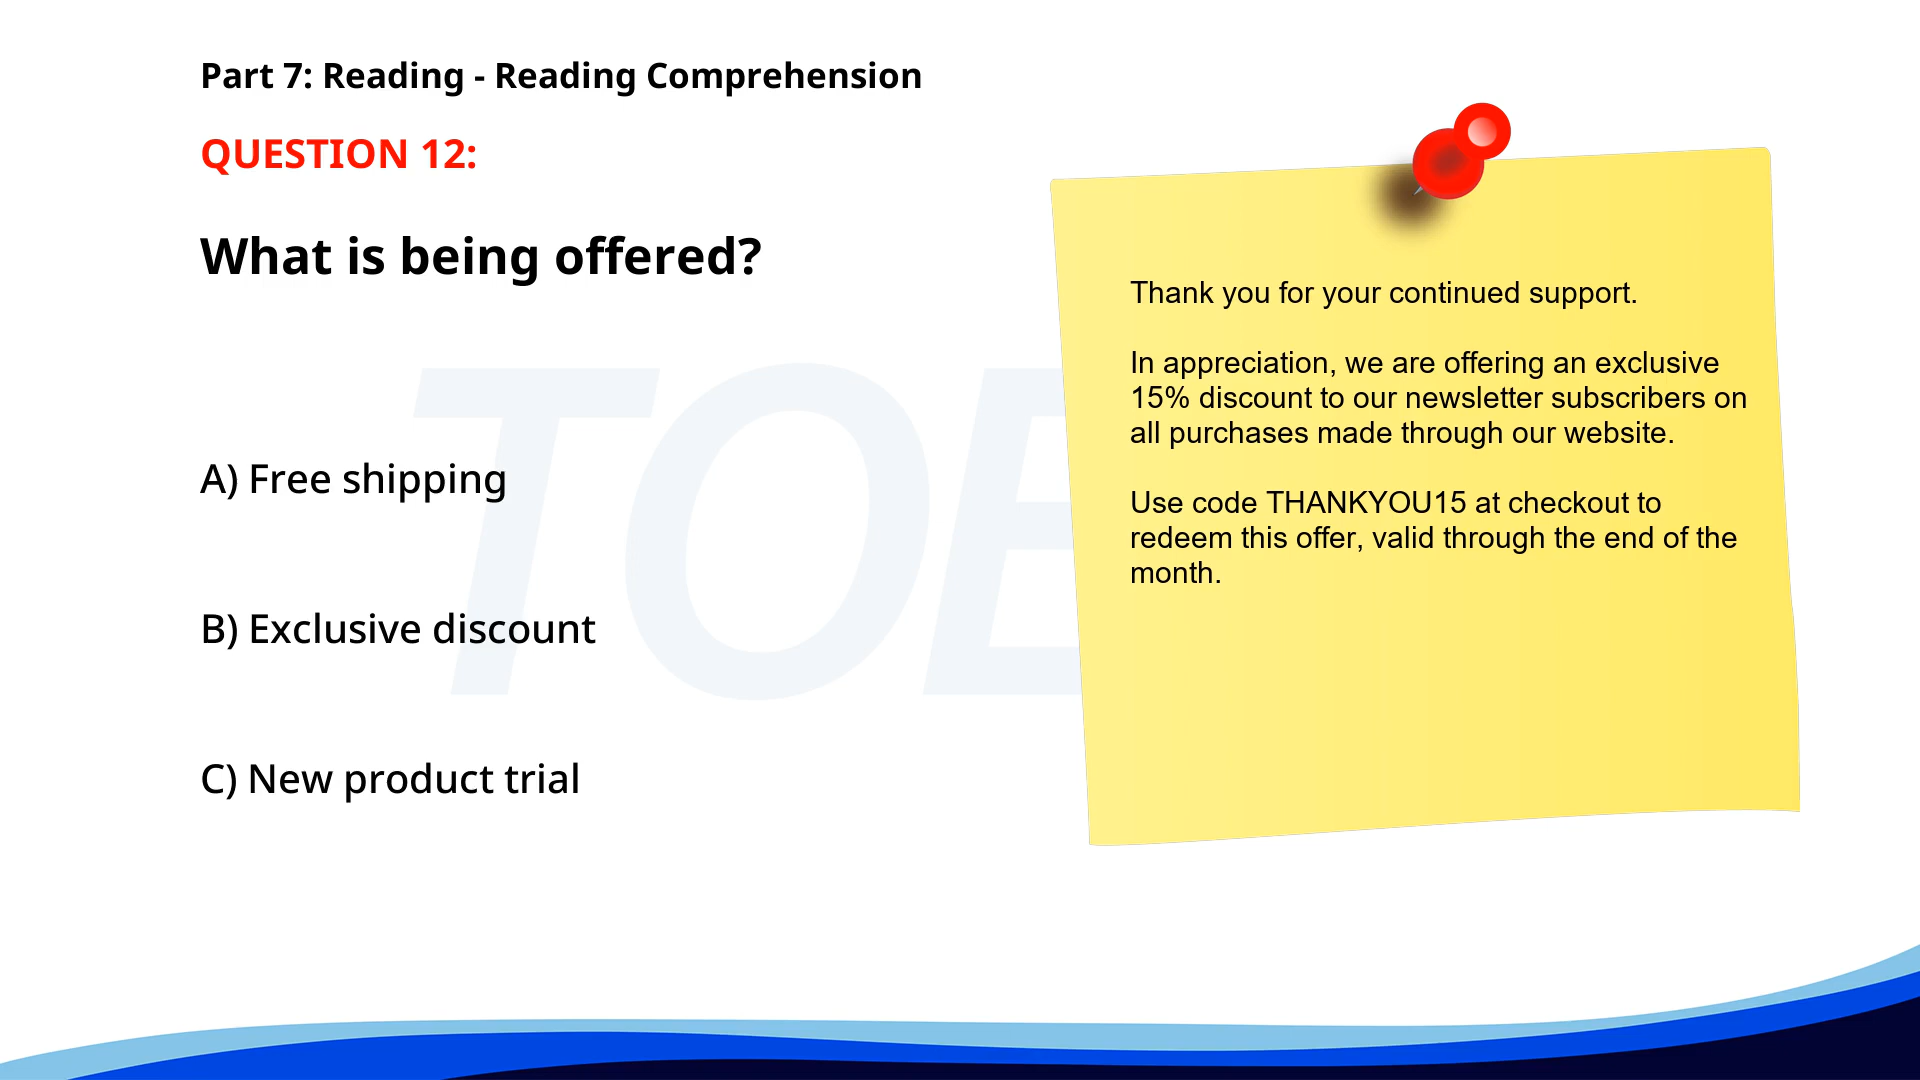 Part 7: Reading - Reading Comprehension
QUESTION 12:
What is being offered?
A) Free shipping
B) Exclusive discount
C) New product trial
Thank you for your continued support.
In appreciation, we are offering an exclusive
15% discount to our newsletter subscribers on
all purchases made through our website.
Use code THANKYOU15 at checkout to
redeem this offer, valid through the end of the
month.